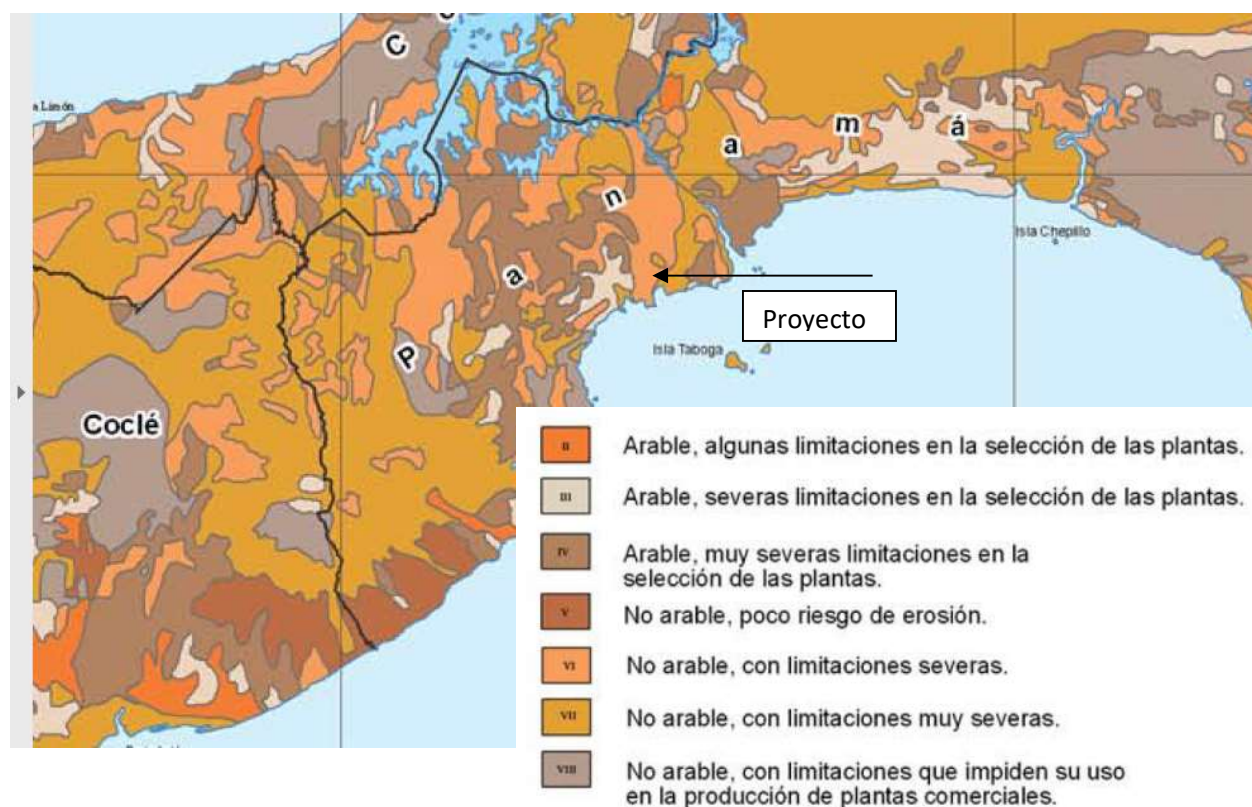 C
a Limón
m
á
a
n
Isla Chepillo
a
Proyecto
P
Isla Taboga
Coclé
II Arable, algunas limitaciones en la selección de las plantas.
III Arable, severas limitaciones en la selección de las plantas.
IV Arable, muy severas limitaciones en la
selección de las plantas.
V No arable, poco riesgo de erosión.
VI No arable, con limitaciones severas.
VII No arable, con limitaciones muy severas.
VIII No arable, con limitaciones que impiden su uso
en la producción de plantas comerciales.